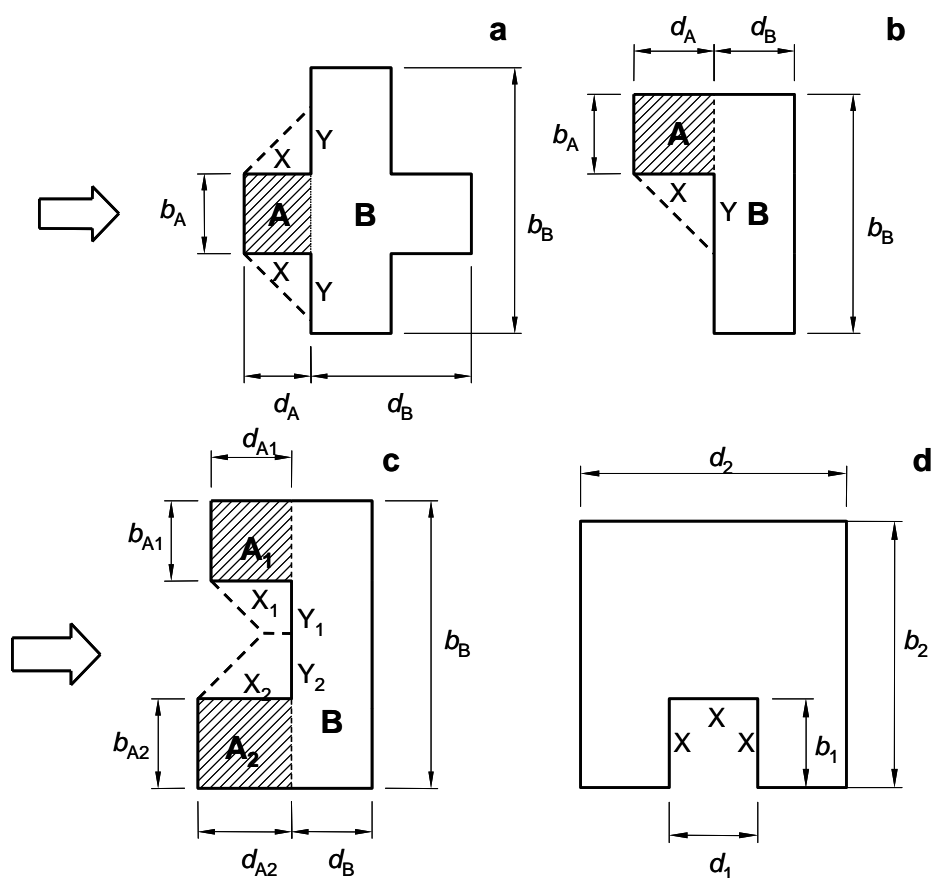 a
X
Y
b_A
A
B
b_B
X
Y
d_A
d_B
b
d_A
d_B
b_A
A
X
Y
B
b_B
c
d_A1
b_A1
A_1
X_1
Y_1
b_B
X_2
Y_2
b_A2
A_2
B
d_A2
d_B
d
d_2
b_2
X
X
X
b_1
d_1